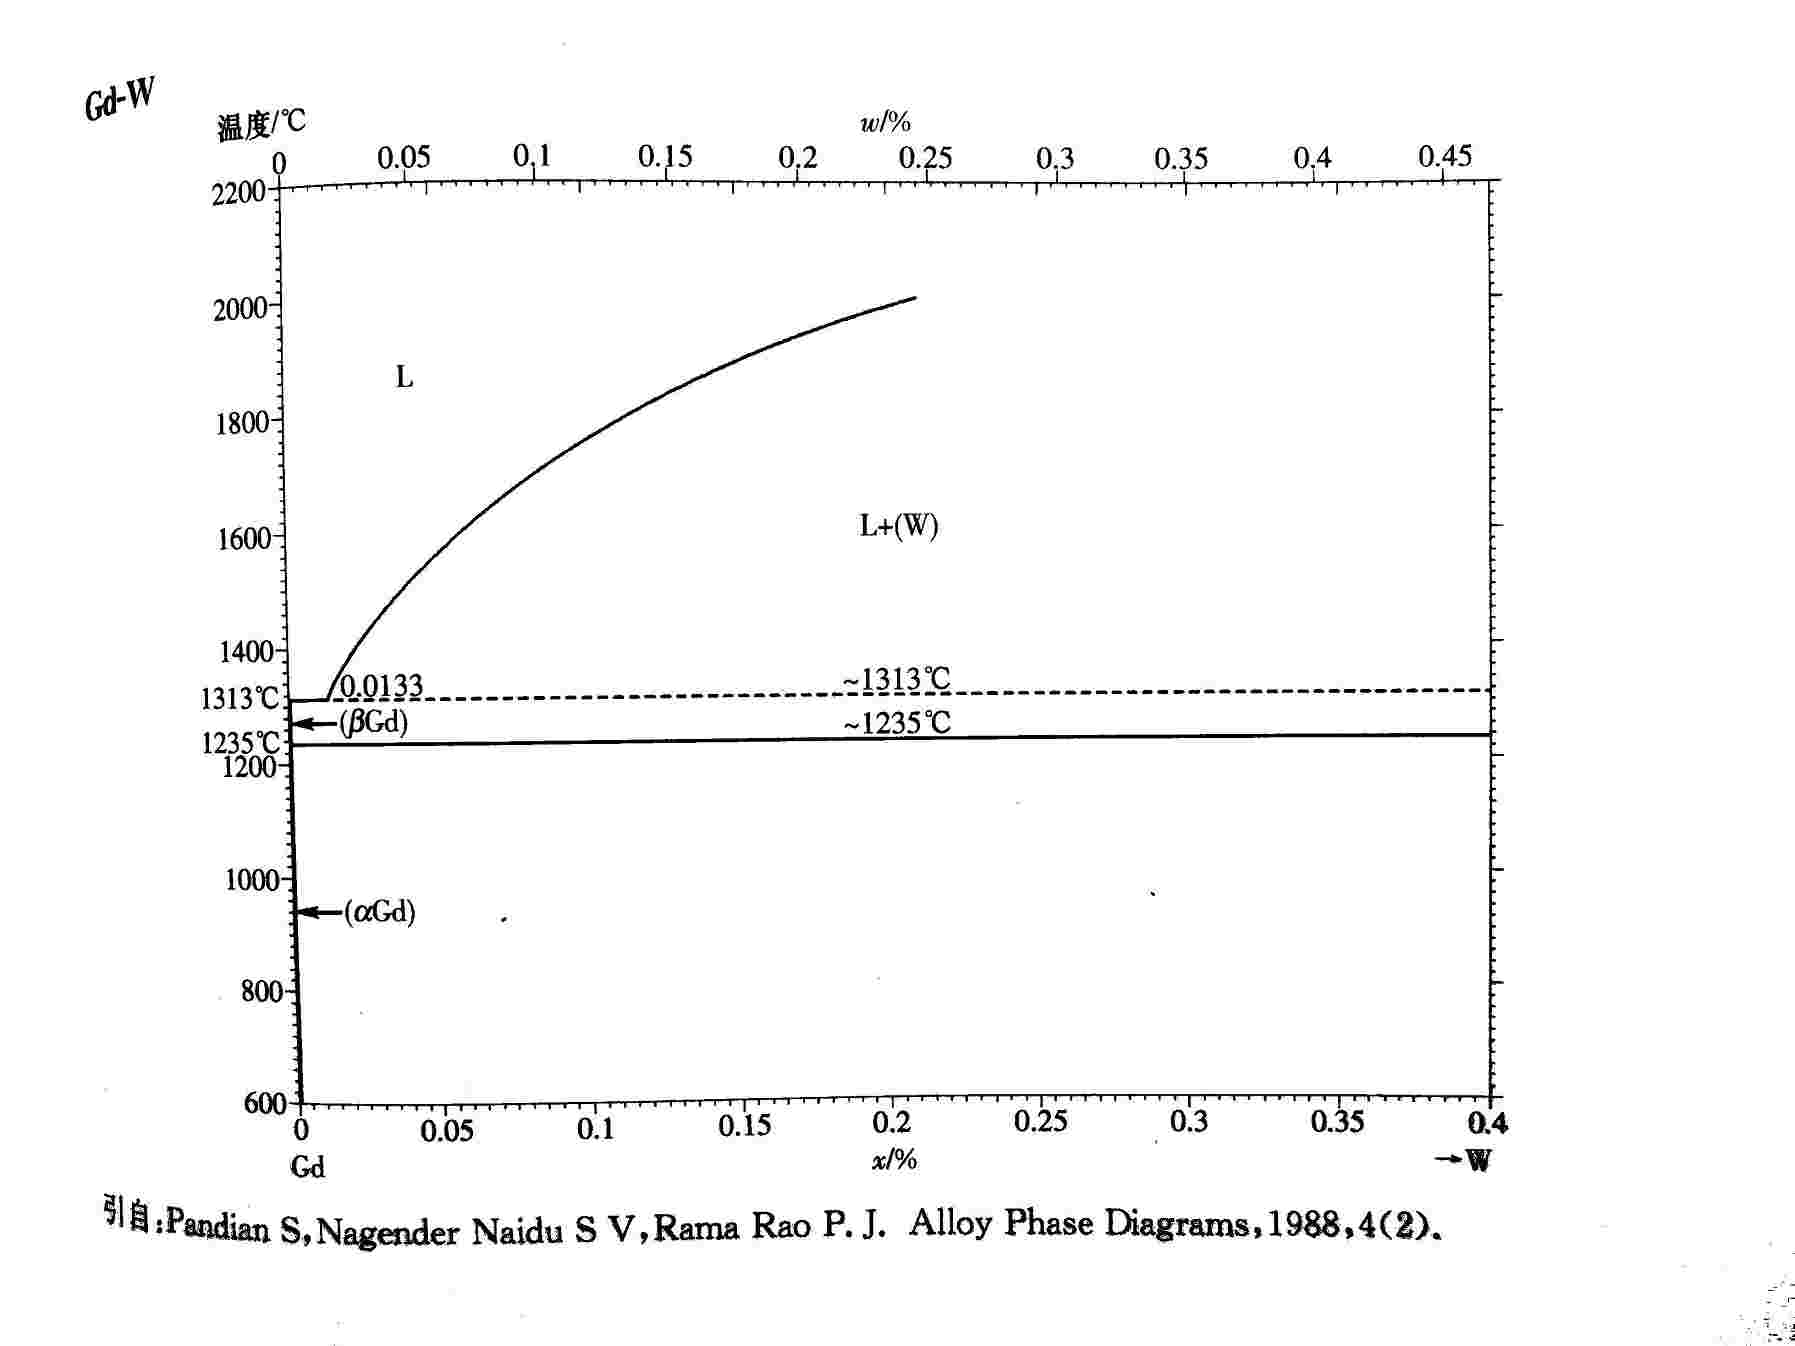 Gd-W
温度/℃
w/%
0 0.05 0.1 0.15 0.2 0.25 0.3 0.35 0.4 0.45
2200
2000
L
1800
1600
L+(W)
1400
0.0133 ~1313℃
1313℃
(βGd) ~1235℃
1235℃
1200
1000
(αGd)
800
600
0 0.05 0.1 0.15 0.2 0.25 0.3 0.35 0.4
Gd x/% →W
引自:Pandian S,Nagender Naidu S V,Rama Rao P. J. Alloy Phase Diagrams,1988,4(2).